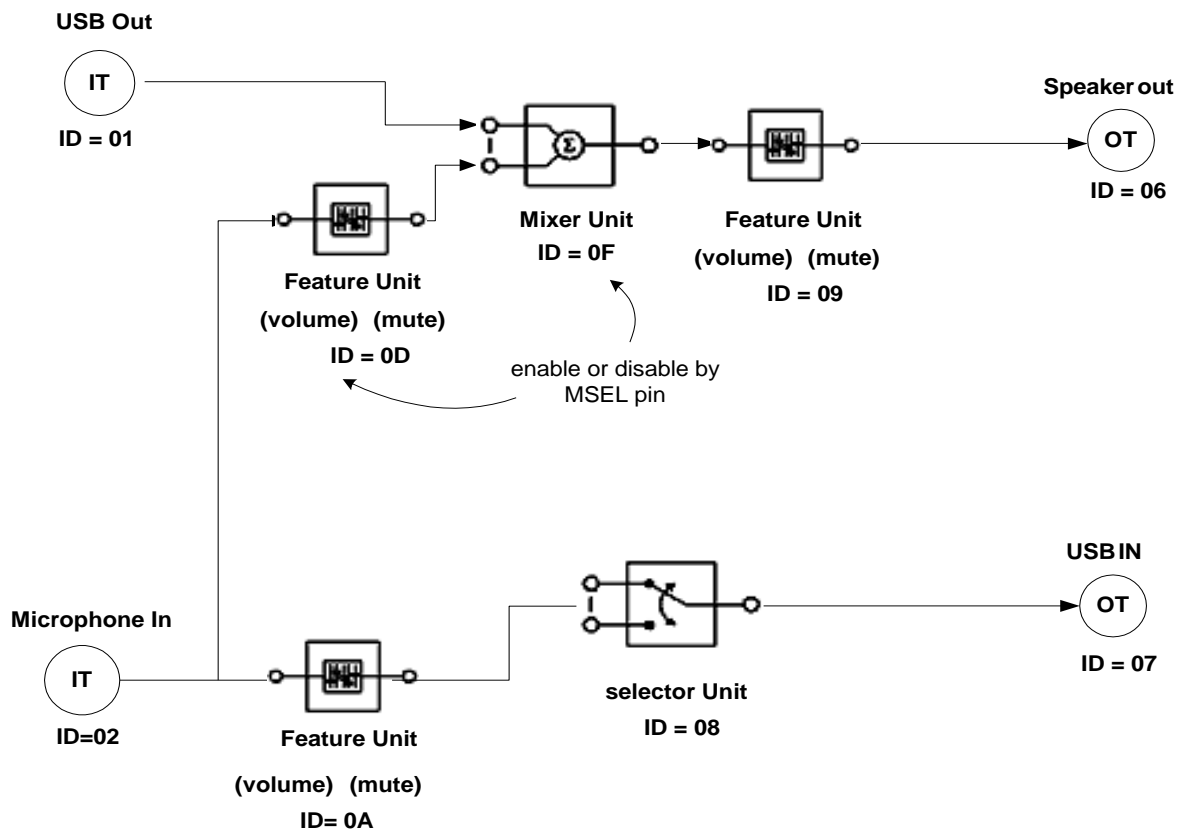 USB Out
IT
ID = 01
Speaker out
OT
ID = 06
Σ
Mixer Unit
ID = 0F
Feature Unit
(volume) (mute)
ID = 09
Feature Unit
(volume) (mute)
ID = 0D
enable or disable by
MSEL pin
USB IN
OT
ID = 07
Microphone In
IT
ID=02
selector Unit
ID = 08
Feature Unit
(volume) (mute)
ID= 0A